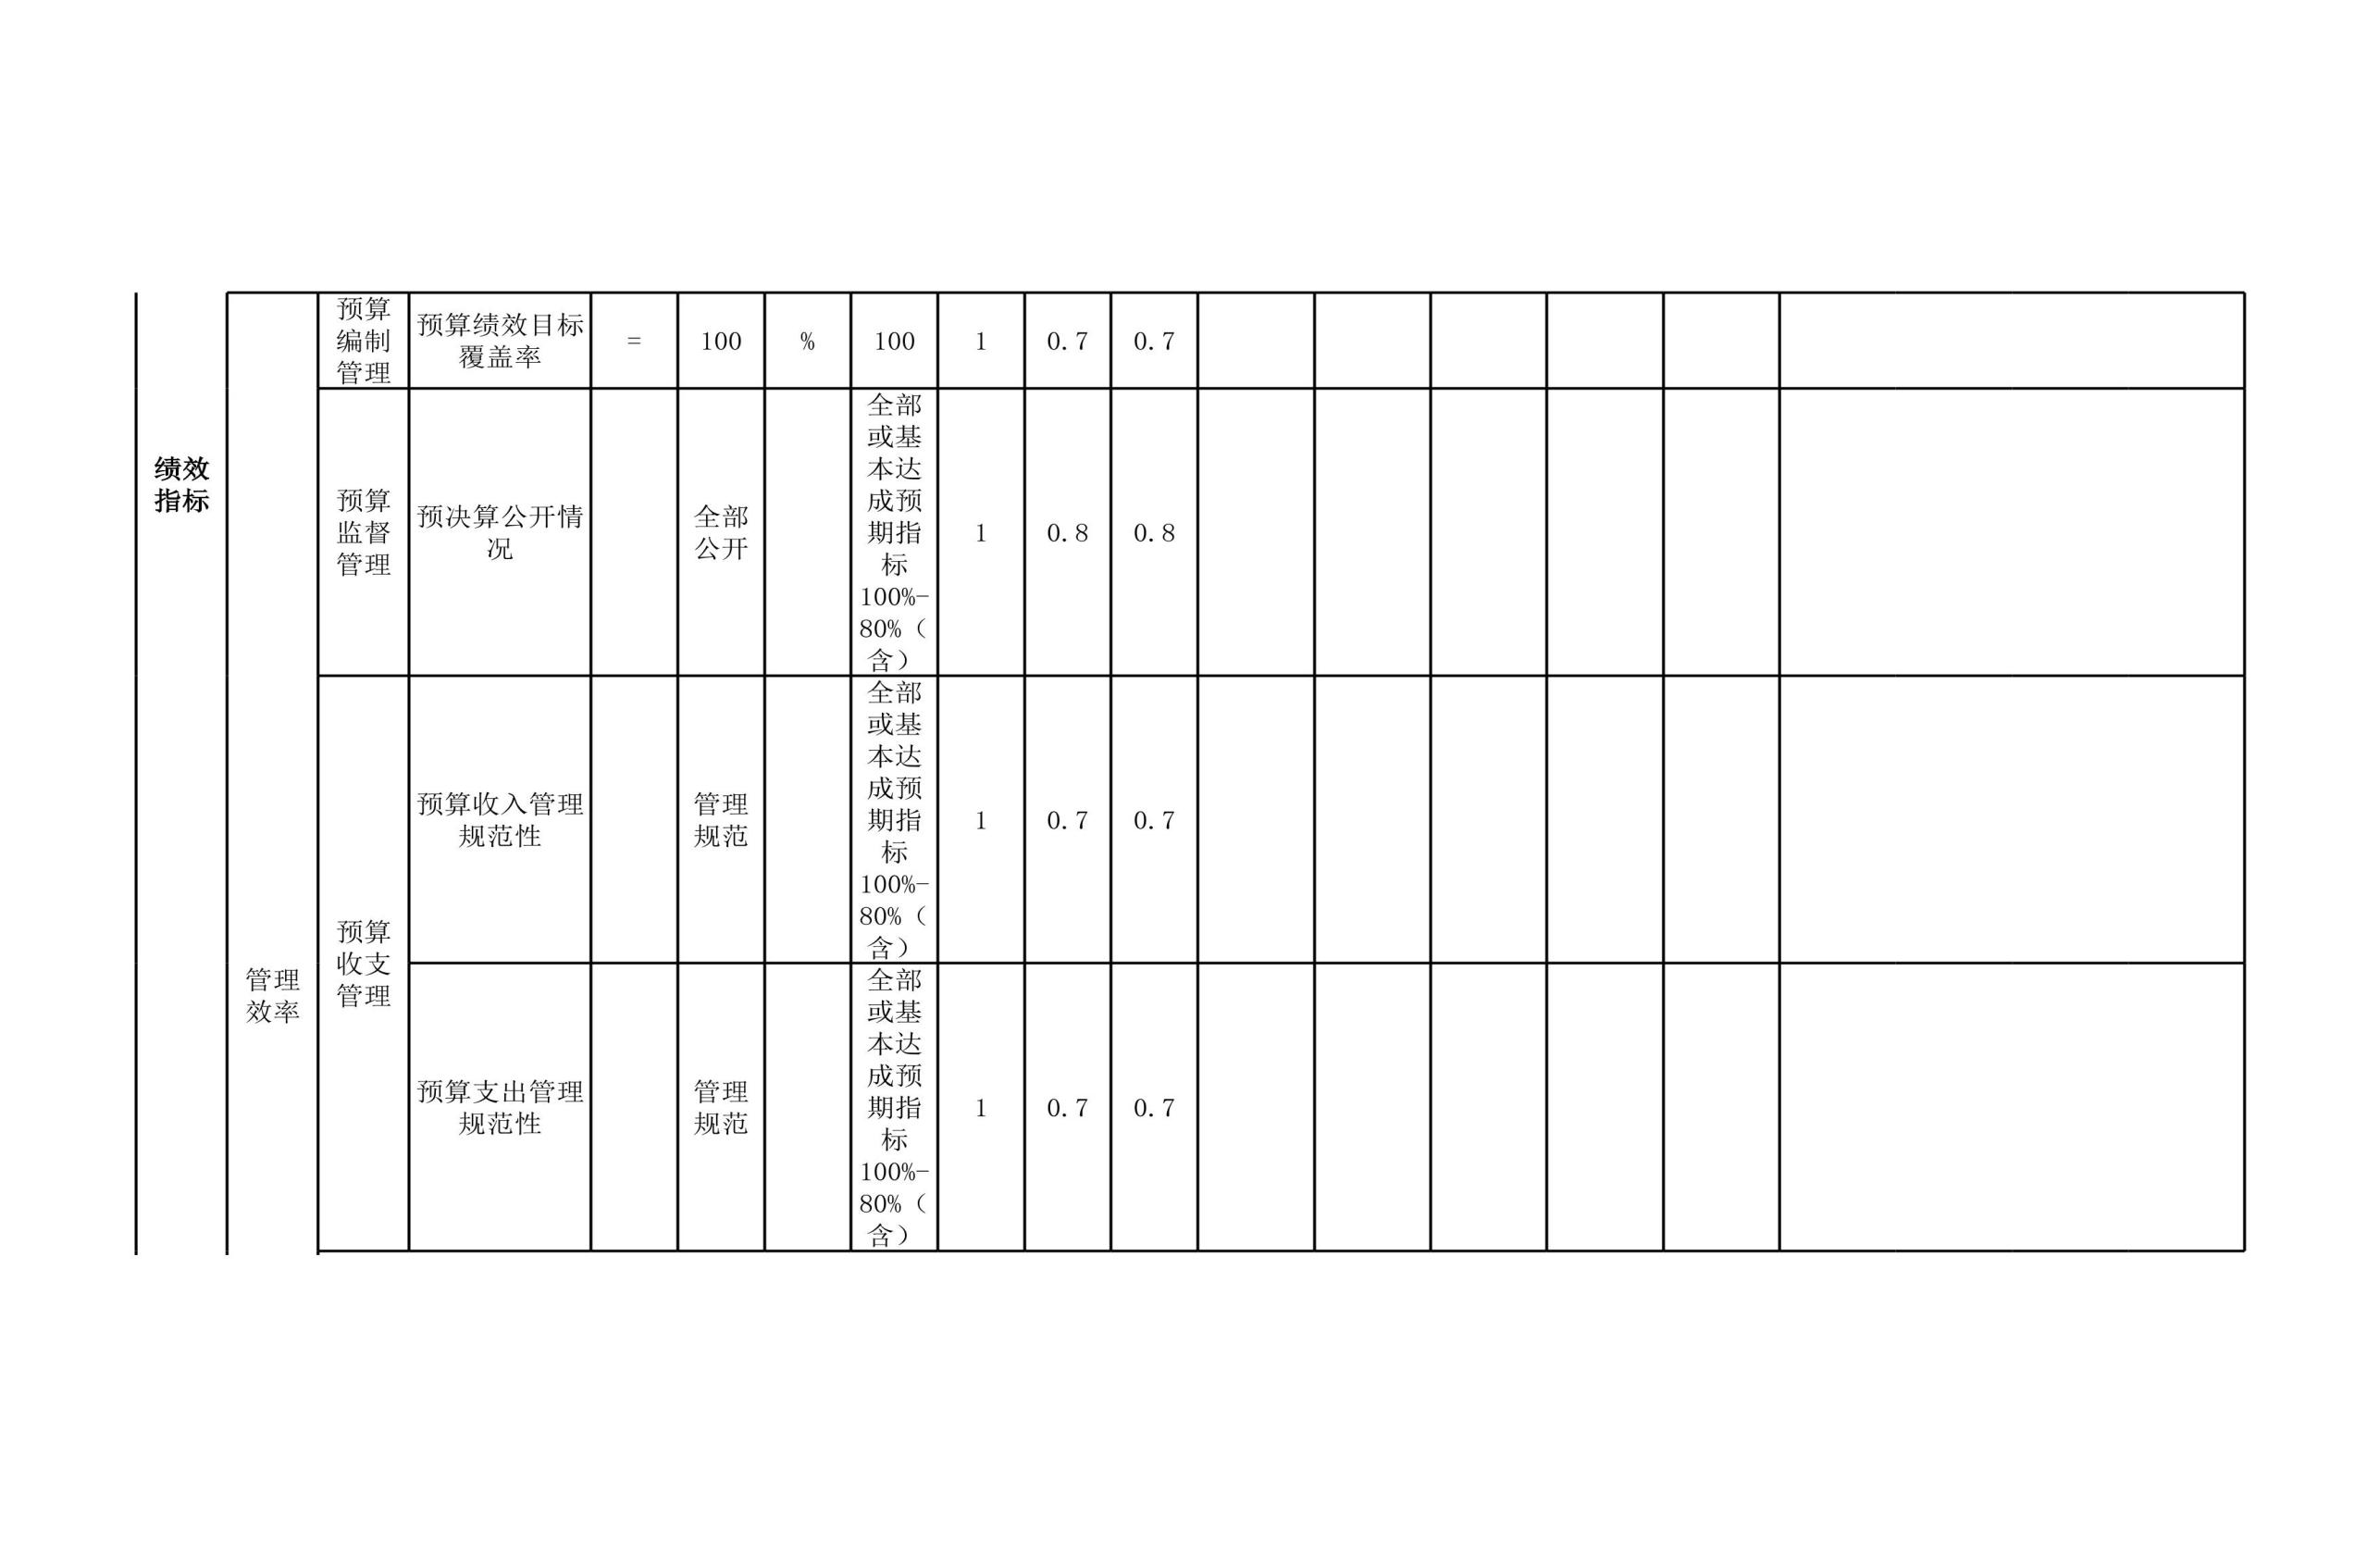 绩效
指标
管理
效率
预算
编制
管理
预算绩效目标
覆盖率
=
100
%
100
1
0.7
0.7
预算
监督
管理
预决算公开情
况
全部
公开
全部
或基
本达
成预
期指
标
100%-
80%（
含）
1
0.8
0.8
预算
收支
管理
预算收入管理
规范性
管理
规范
全部
或基
本达
成预
期指
标
100%-
80%（
含）
1
0.7
0.7
预算支出管理
规范性
管理
规范
全部
或基
本达
成预
期指
标
100%-
80%（
含）
1
0.7
0.7